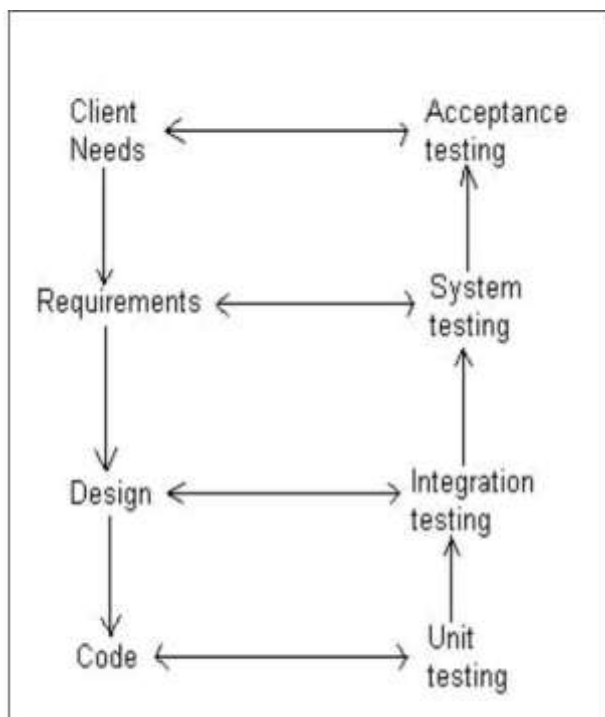 Client
Needs
Acceptance
testing
Requirements
System
testing
Design
Integration
testing
Code
Unit
testing